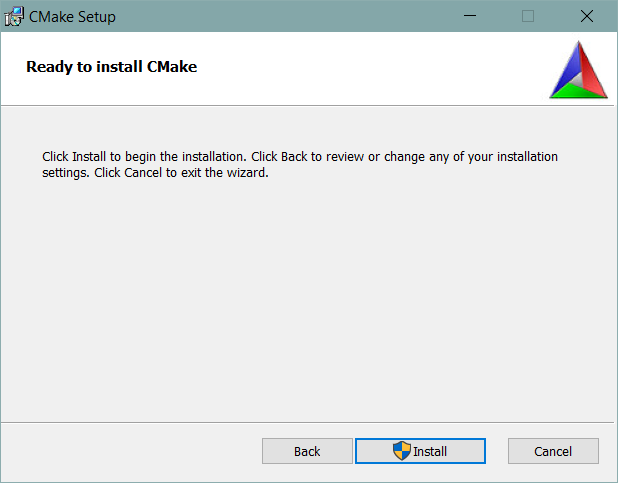 CMake Setup
Ready to install CMake
Click Install to begin the installation. Click Back to review or change any of your installation
settings. Click Cancel to exit the wizard.
Back
Install
Cancel